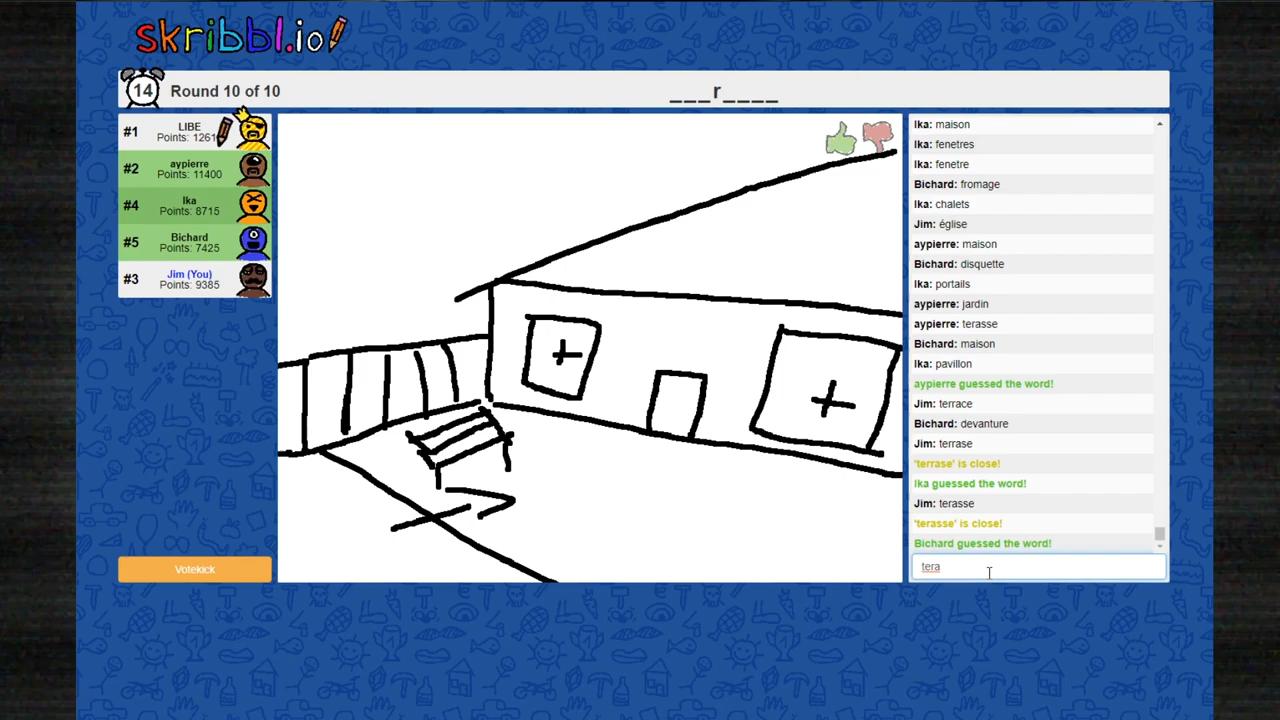 skribbl.io
14
Round 10 of 10
___r____
#1
LIBE
Points: 1261
#2
aypierre
Points: 11400
#4
Ika
Points: 8715
#5
Bichard
Points: 7425
#3
Jim (You)
Points: 9385
Votekick
Ika: maison
Ika: fenetres
Ika: fenetre
Bichard: fromage
Ika: chalets
Jim: église
aypierre: maison
Bichard: disquette
Ika: portails
aypierre: jardin
aypierre: terasse
Bichard: maison
Ika: pavillon
aypierre guessed the word!
Jim: terrace
Bichard: devanture
Jim: terrase
'terrase' is close!
Ika guessed the word!
Jim: terasse
'terasse' is close!
Bichard guessed the word!
tera